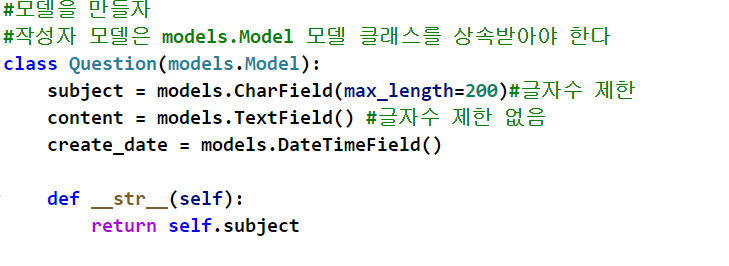 #모델을 만들자
#작성자 모델은 models.Model 모델 클래스를 상속받아야 한다
class Question(models.Model):
    subject = models.CharField(max_length=200)#글자수 제한
    content = models.TextField() #글자수 제한 없음
    create_date = models.DateTimeField()

    def __str__(self):
        return self.subject